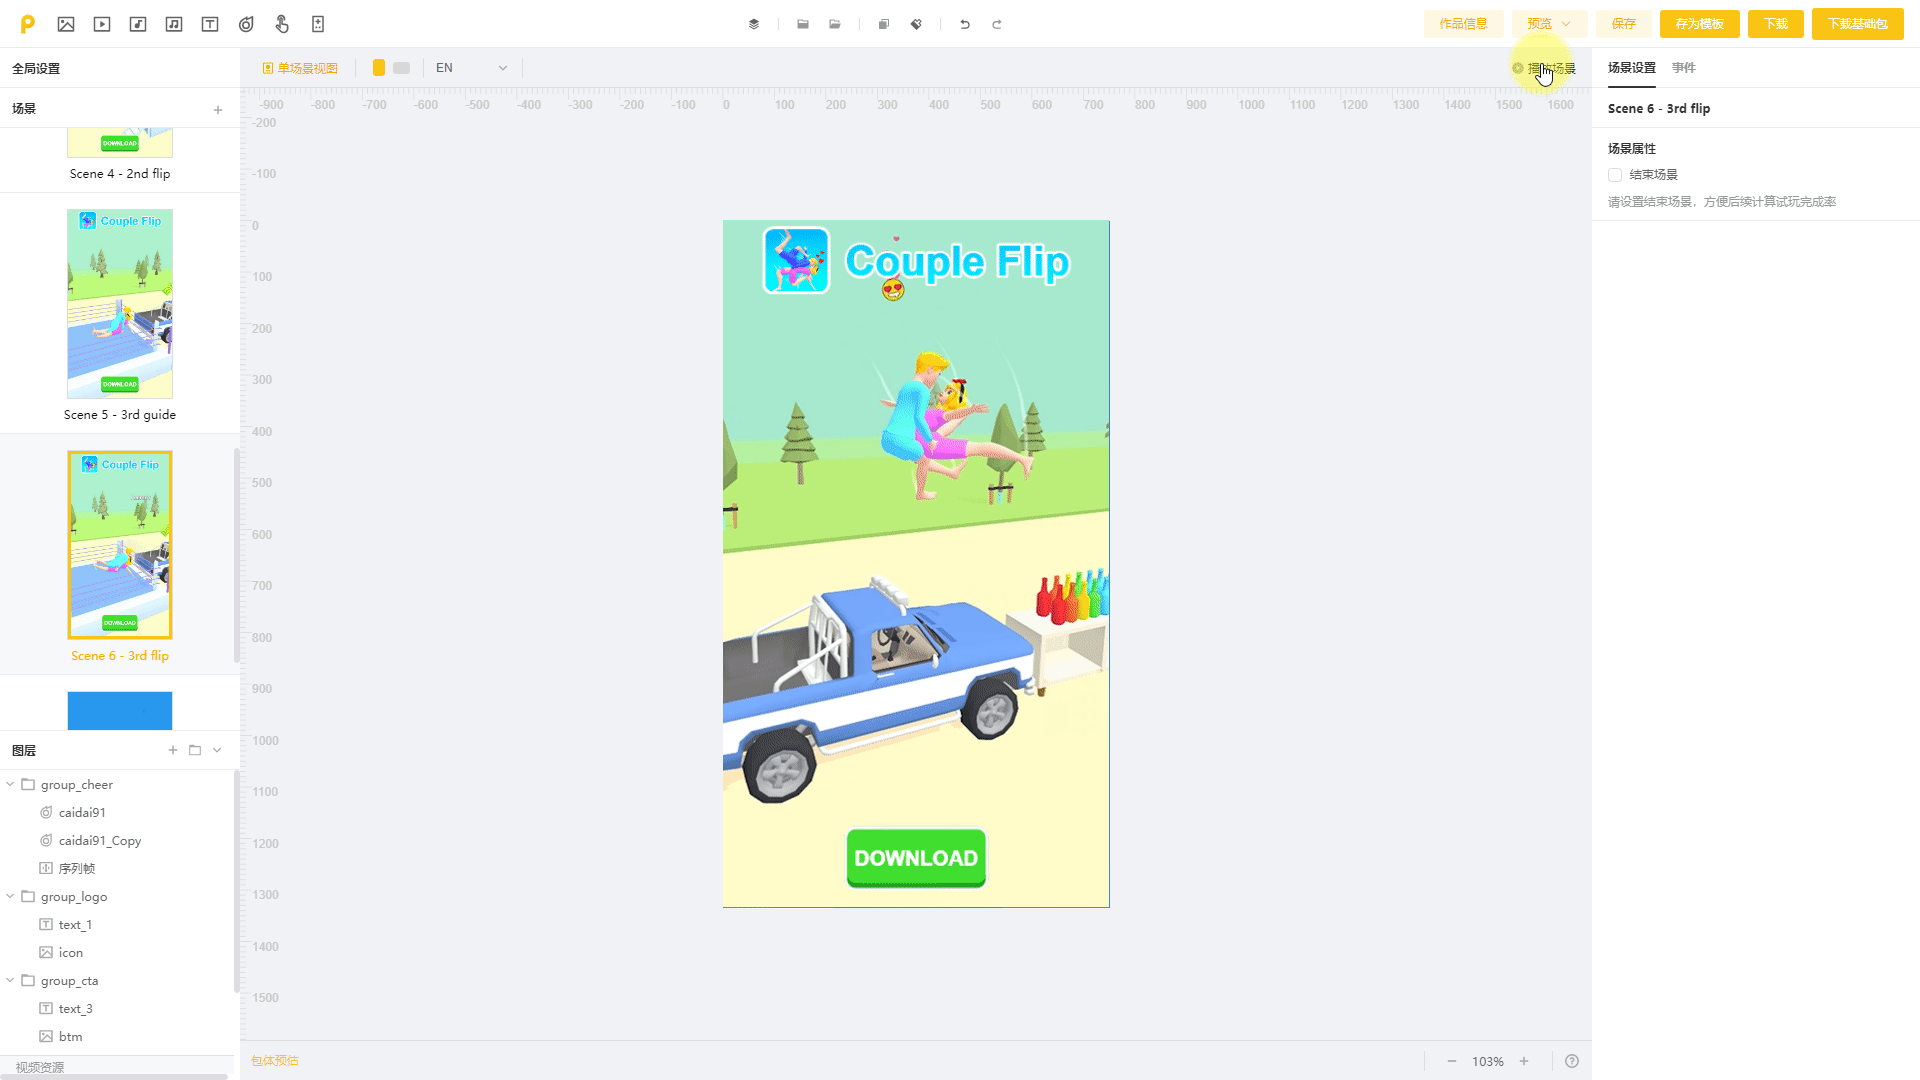 作品信息
预览
保存
存为模板
下载
下载基础包
全局设置
单场景视图
EN
播放场景
场景设置
事件
场景
-900 -800 -700 -600 -500 -400 -300 -200 -100 0 100 200 300 400 500 600 700 800 900 1000 1100 1200 1300 1400 1500 1600
Scene 6 - 3rd flip
场景属性
结束场景
请设置结束场景，方便后续计算试玩完成率
-200
-100
0
100
200
300
400
500
600
700
800
900
1000
1100
1200
1300
1400
1500
DOWNLOAD
Scene 4 - 2nd flip
Couple Flip
DOWNLOAD
Scene 5 - 3rd guide
Couple Flip
DOWNLOAD
Scene 6 - 3rd flip
Couple Flip
DOWNLOAD
图层
group_cheer
caidai91
caidai91_Copy
序列帧
group_logo
text_1
icon
group_cta
text_3
btm
视频资源
包体预估
103%